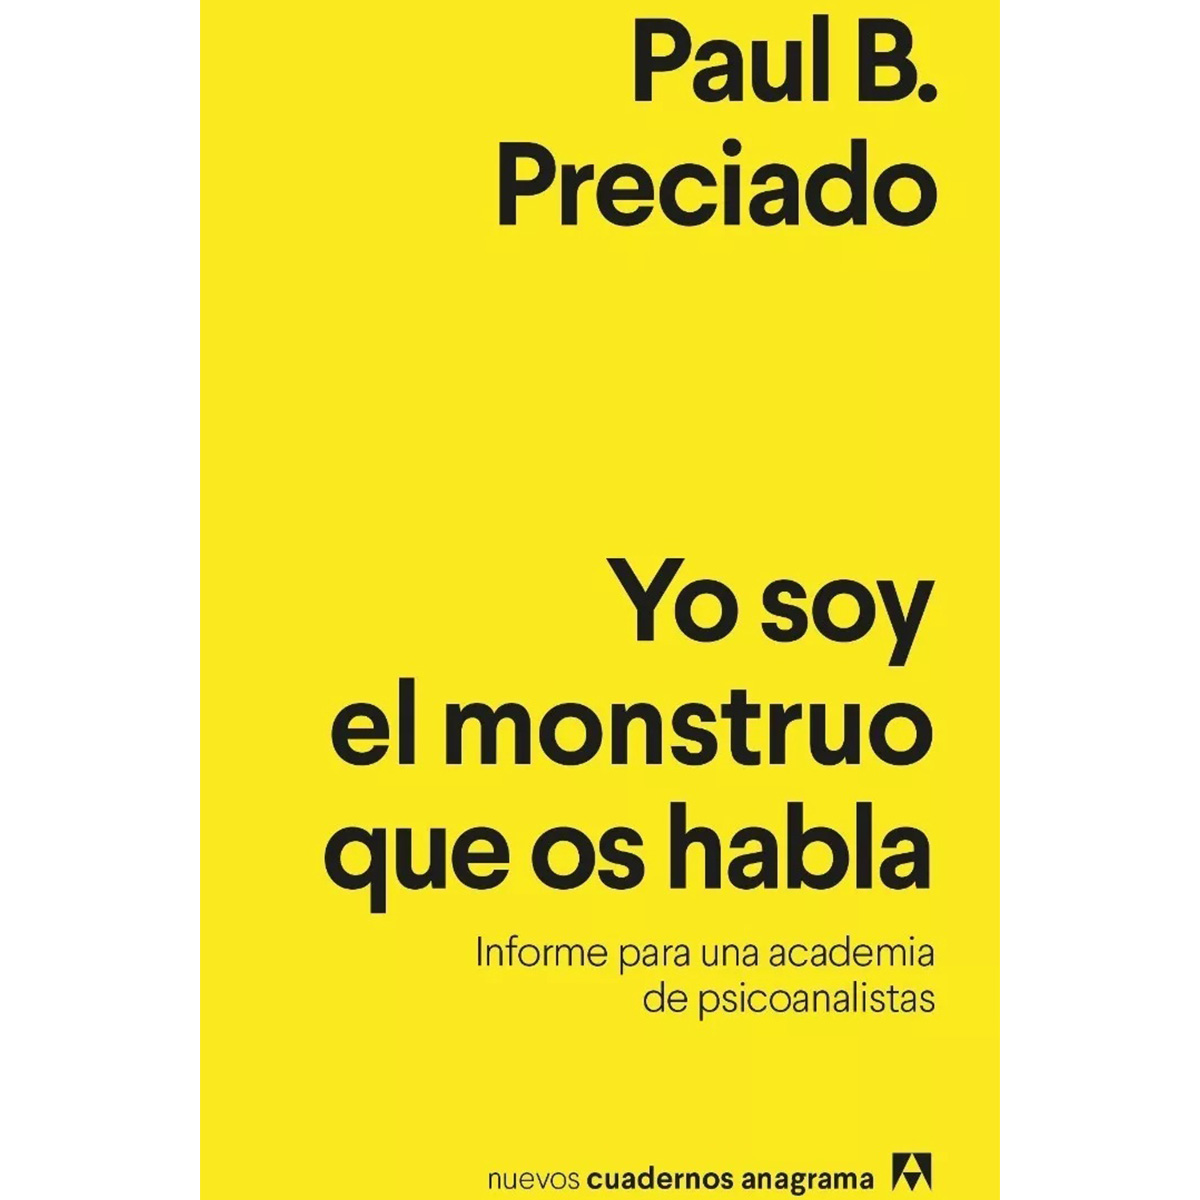 Paul B.
Preciado
Yo soy
el monstruo
que os habla
Informe para una academia
de psicoanalistas
nuevos cuadernos anagrama